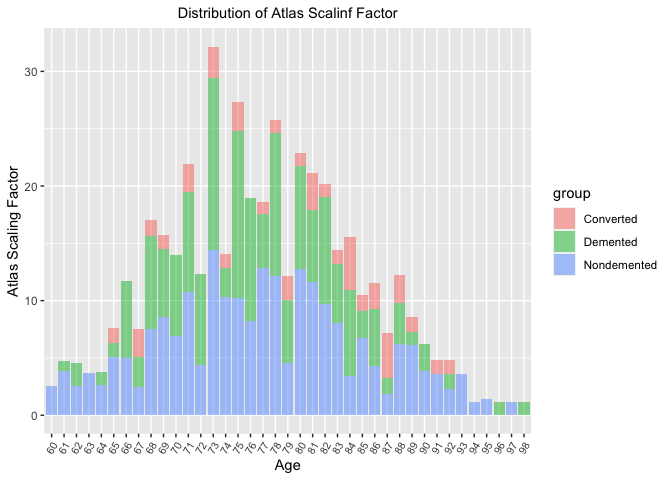 Distribution of Atlas Scalinf Factor
Atlas Scaling Factor
30
20
10
0
60 61 62 63 64 65 66 67 68 69 70 71 72 73 74 75 76 77 78 79 80 81 82 83 84 85 86 87 88 89 90 91 92 93 94 95 96 97 98
Age
group
Converted
Demented
Nondemented